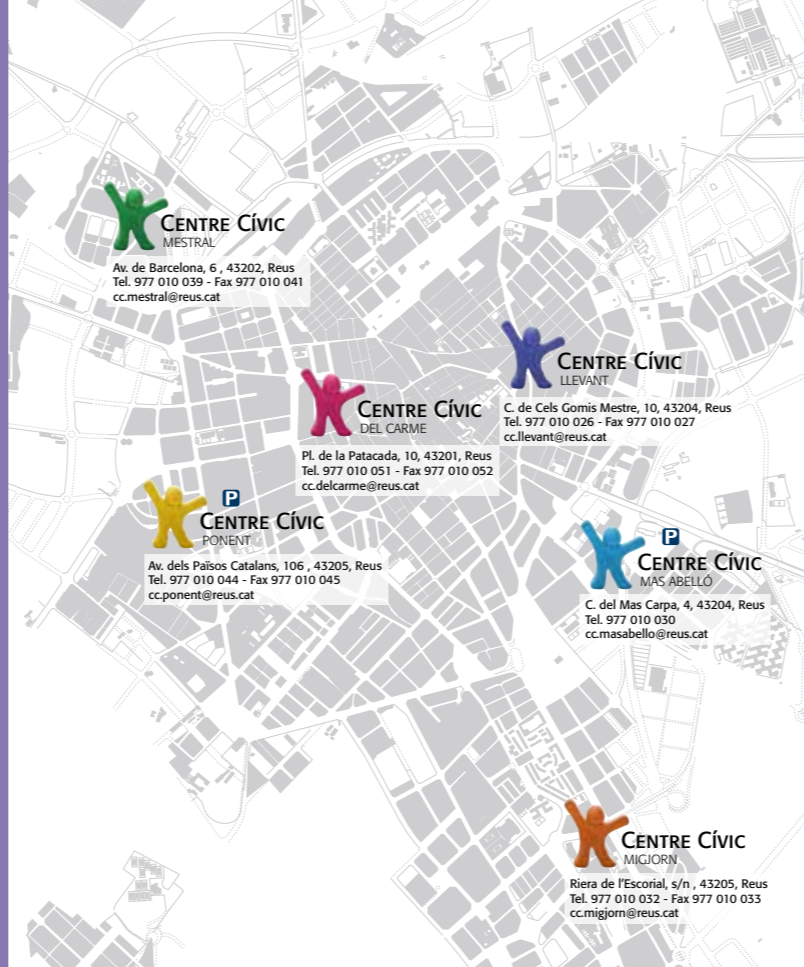 CENTRE CÍVIC
MESTRAL
Av. de Barcelona, 6 , 43202, Reus
Tel. 977 010 039 - Fax 977 010 041
cc.mestral@reus.cat
CENTRE CÍVIC
LLEVANT
C. de Cels Gomis Mestre, 10, 43204, Reus
Tel. 977 010 026 - Fax 977 010 027
cc.llevant@reus.cat
CENTRE CÍVIC
DEL CARME
Pl. de la Patacada, 10, 43201, Reus
Tel. 977 010 051 - Fax 977 010 052
cc.delcarme@reus.cat
P
CENTRE CÍVIC
PONENT
Av. dels Països Catalans, 106 , 43205, Reus
Tel. 977 010 044 - Fax 977 010 045
cc.ponent@reus.cat
P
CENTRE CÍVIC
MAS ABELLÓ
C. del Mas Carpa, 4, 43204, Reus
Tel. 977 010 030
cc.masabello@reus.cat
CENTRE CÍVIC
MIGJORN
Riera de l'Escorial, s/n , 43205, Reus
Tel. 977 010 032 - Fax 977 010 033
cc.migjorn@reus.cat